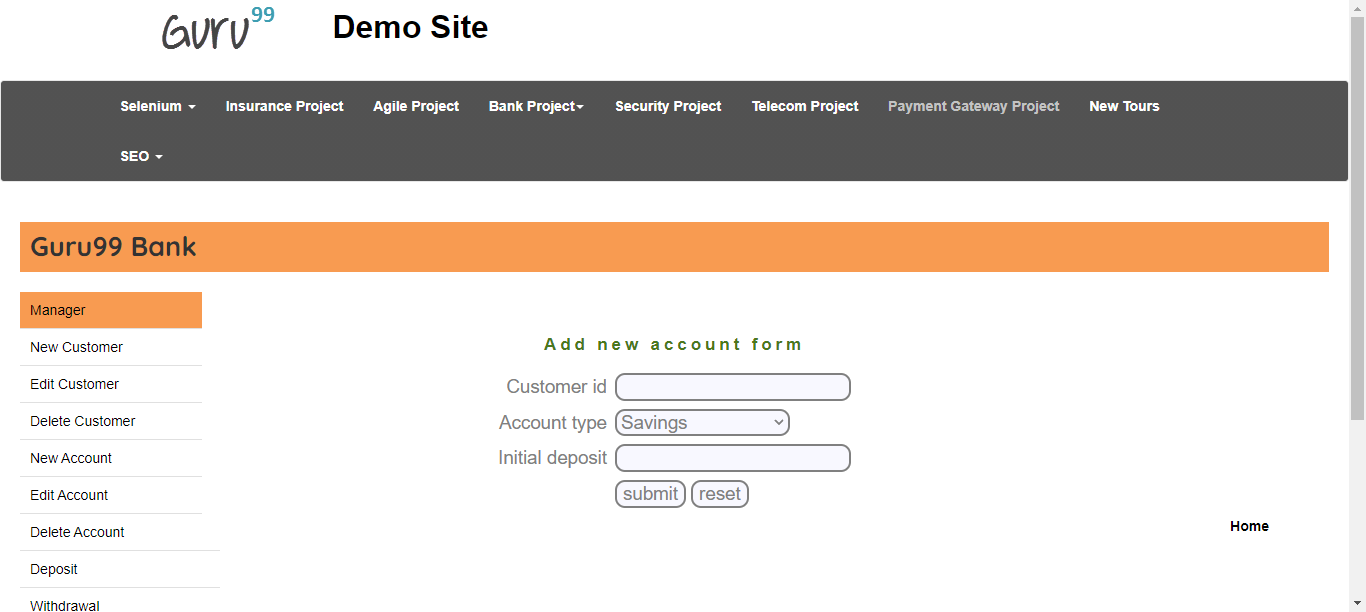 Guru99 Demo Site
Selenium Insurance Project Agile Project Bank Project Security Project Telecom Project Payment Gateway Project New Tours
SEO
Guru99 Bank
Manager
New Customer
Edit Customer
Delete Customer
New Account
Edit Account
Delete Account
Deposit
Withdrawal
Add new account form
Customer id
Account type Savings
Initial deposit
submit reset
Home